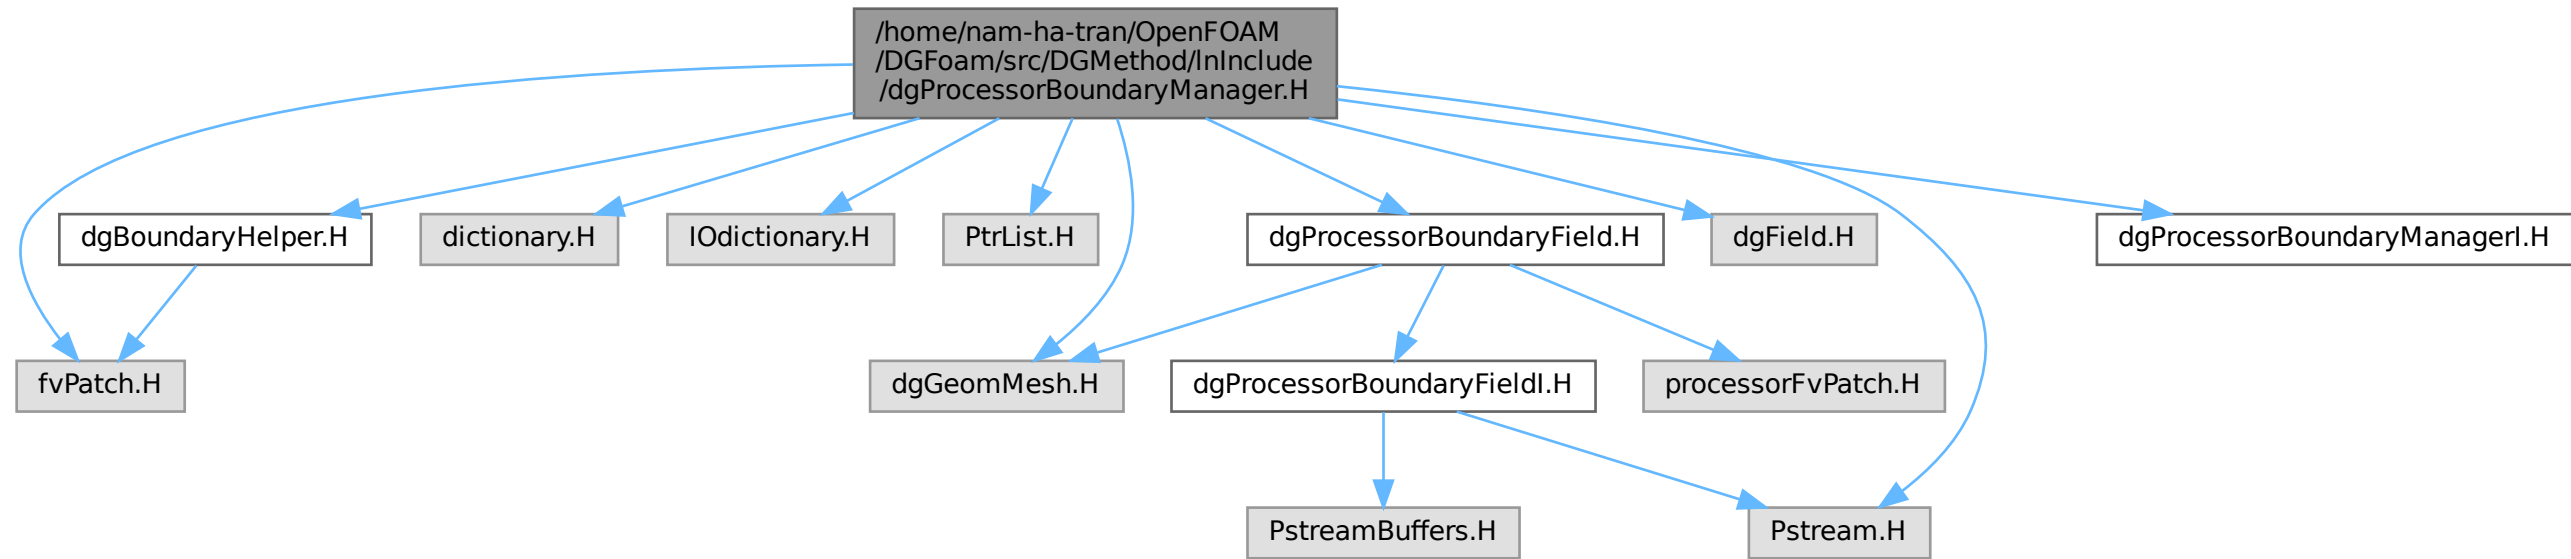 /home/nam-ha-tran/OpenFOAM
/DGFoam/src/DGMethod/lnInclude
/dgProcessorBoundaryManager.H
dgBoundaryHelper.H
dictionary.H
IOdictionary.H
PtrList.H
dgProcessorBoundaryField.H
dgField.H
dgProcessorBoundaryManagerI.H
fvPatch.H
dgGeomMesh.H
dgProcessorBoundaryFieldI.H
processorFvPatch.H
PstreamBuffers.H
Pstream.H